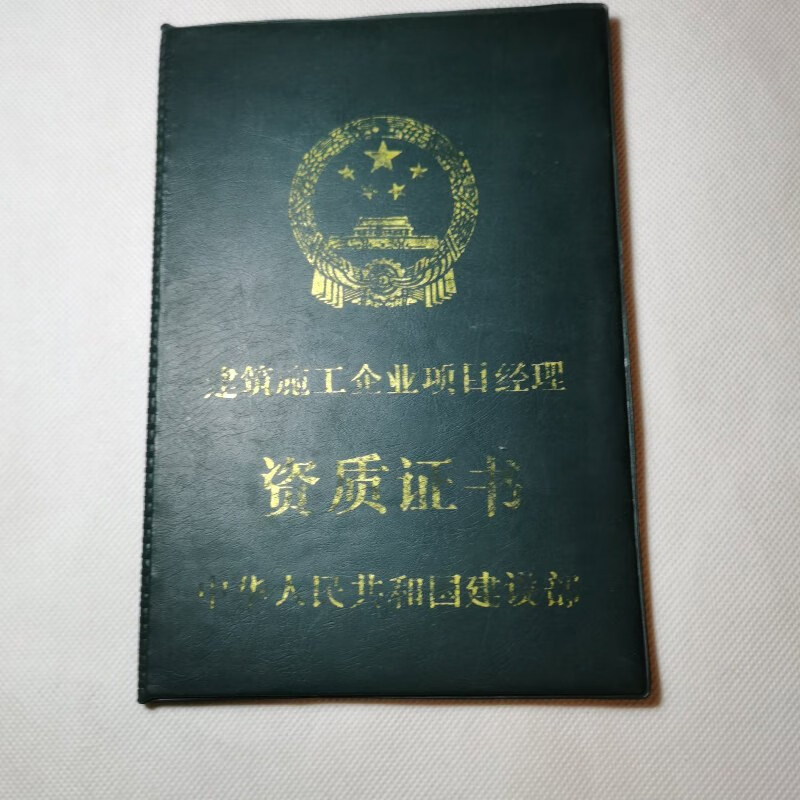 建筑施工企业项目经理
资质证书
中华人民共和国建设部